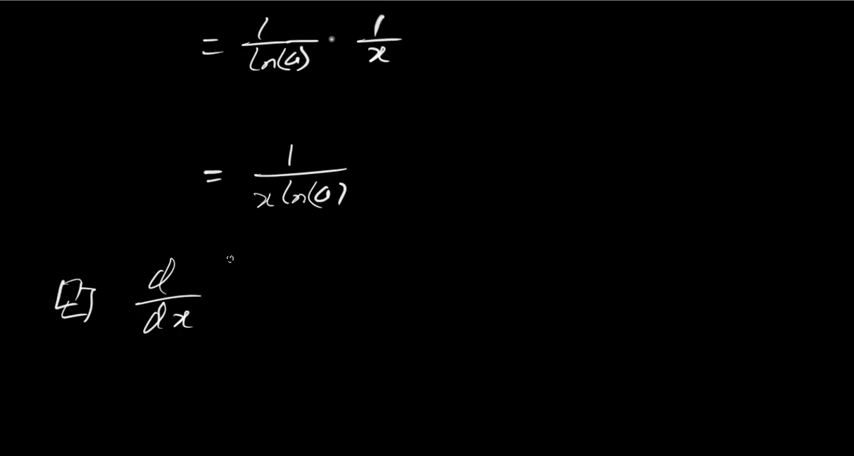 = 1/ln(a) · 1/x
= 1/x ln(a)
d/dx